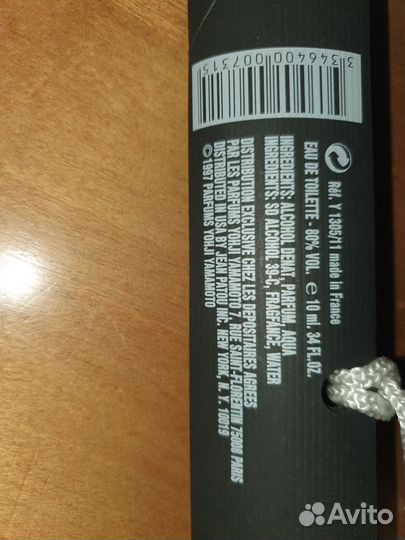 3346400007315
Réf. Y 1305/11 made in France
EAU DE TOILETTE - 80% VOL. e 10 ml. 34 FL.OZ.
INGREDIENTS: ALCOHOL DENAT., PARFUM, AQUA
INGREDIENTS: SD ALCOHOL 39-C, FRAGRANCE, WATER
DISTRIBUTION EXCLUSIVE CHEZ LES DEPOSITAIRES AGREES
PAR LES PARFUMS YOHJI YAMAMOTO 7, RUE SAINT-FLORENTIN 75008 PARIS
DISTRIBUTED IN USA BY JEAN PATOU INC. NEW YORK, N. Y. 10019
©1997 PARFUMS YOHJI YAMAMOTO
Avito